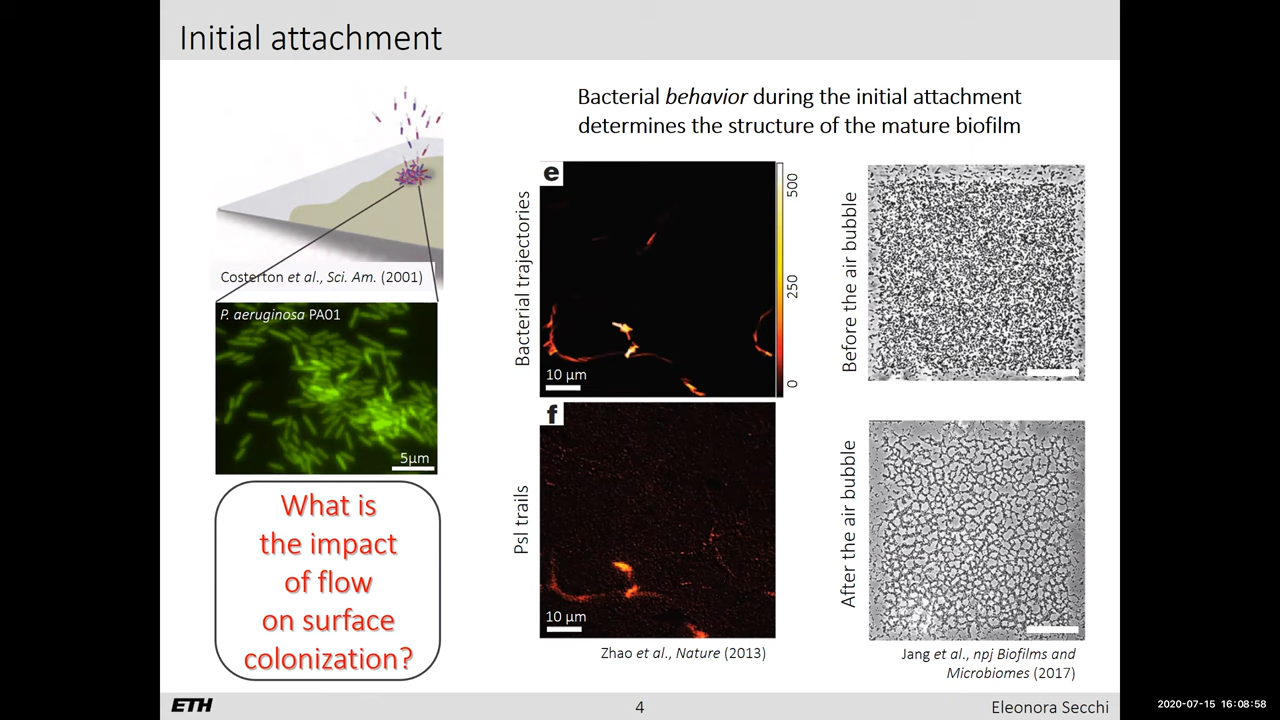 Initial attachment
Bacterial behavior during the initial attachment
determines the structure of the mature biofilm
Costerton et al., Sci. Am. (2001)
P. aeruginosa PA01
5µm
What is
the impact
of flow
on surface
colonization?
Bacterial trajectories
e
10 µm
500
250
0
Psl trails
f
10 µm
Zhao et al., Nature (2013)
Before the air bubble
After the air bubble
Jang et al., npj Biofilms and
Microbiomes (2017)
ETH
4
Eleonora Secchi
2020-07-15 16:08:58